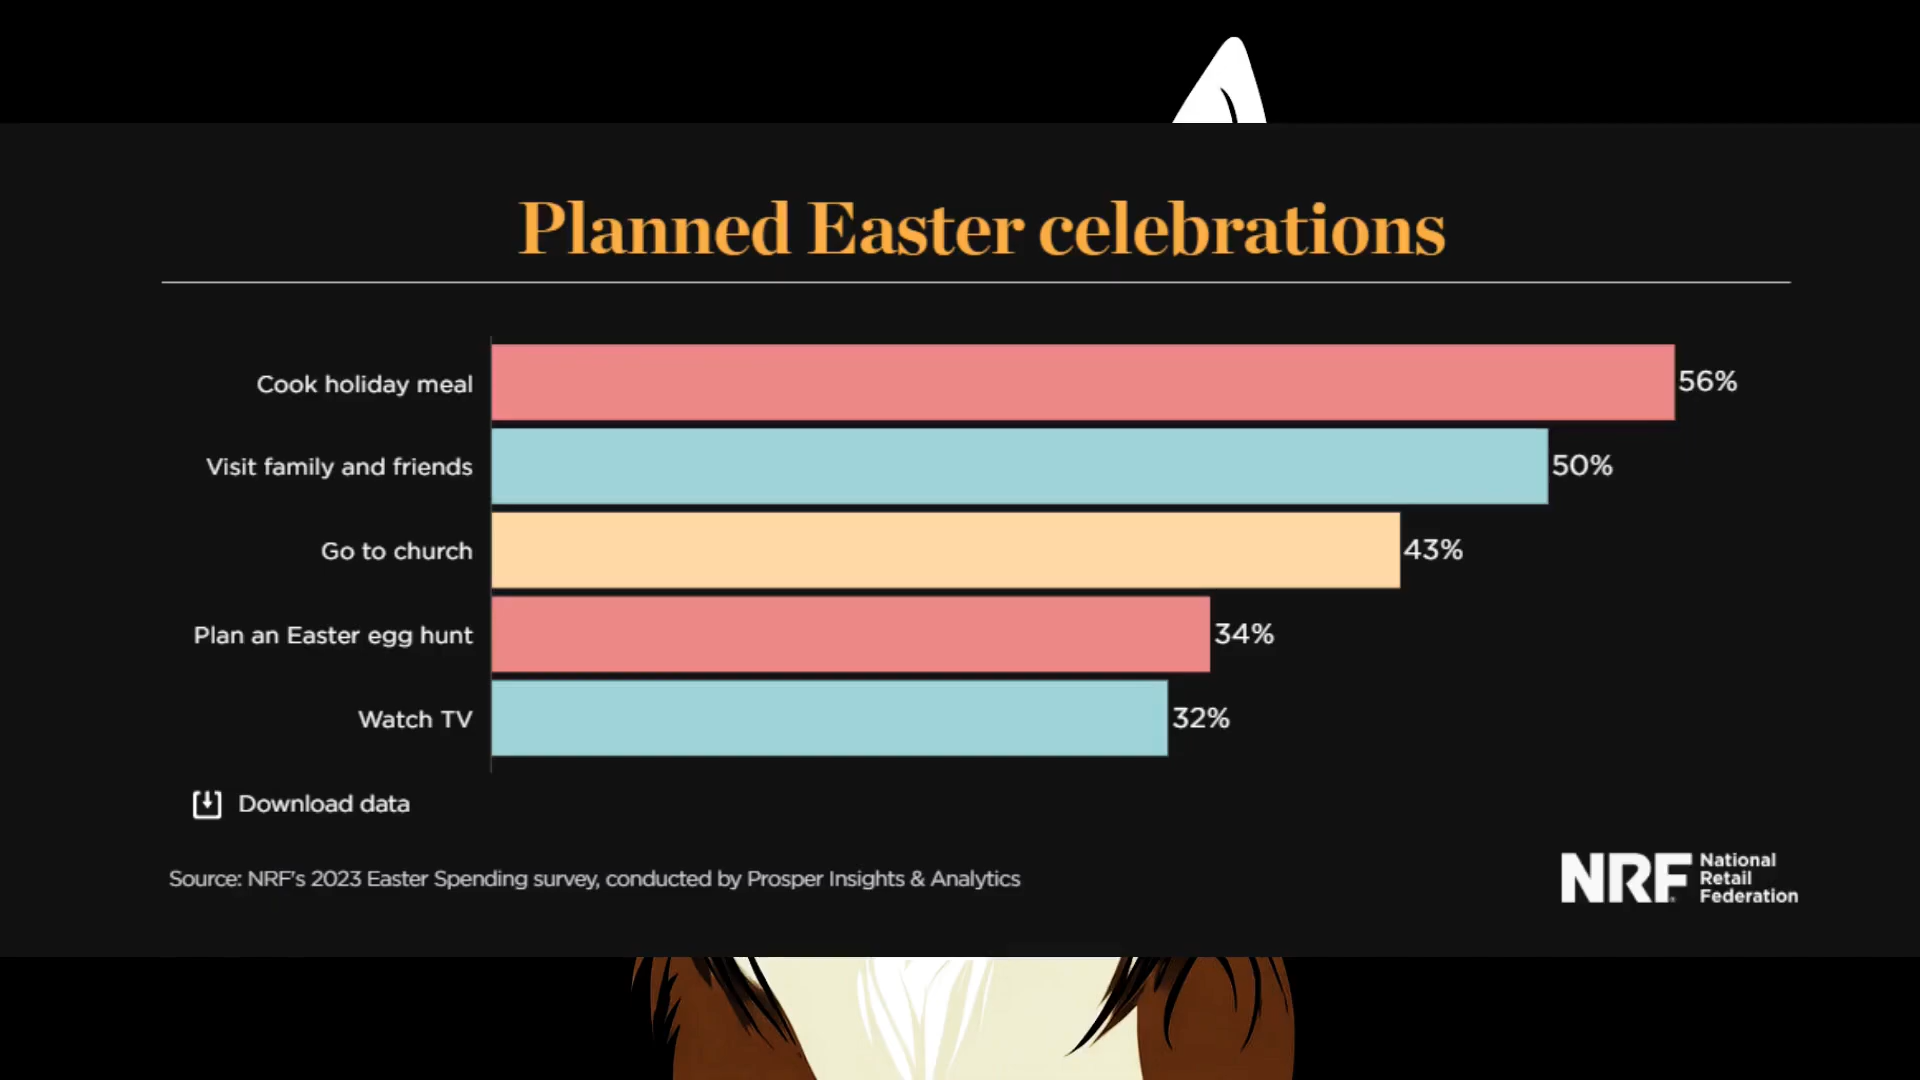 Planned Easter celebrations
Cook holiday meal
56%
Visit family and friends
50%
Go to church
43%
Plan an Easter egg hunt
34%
Watch TV
32%
Download data
Source: NRF's 2023 Easter Spending survey, conducted by Prosper Insights & Analytics
NRF
National
Retail
Federation